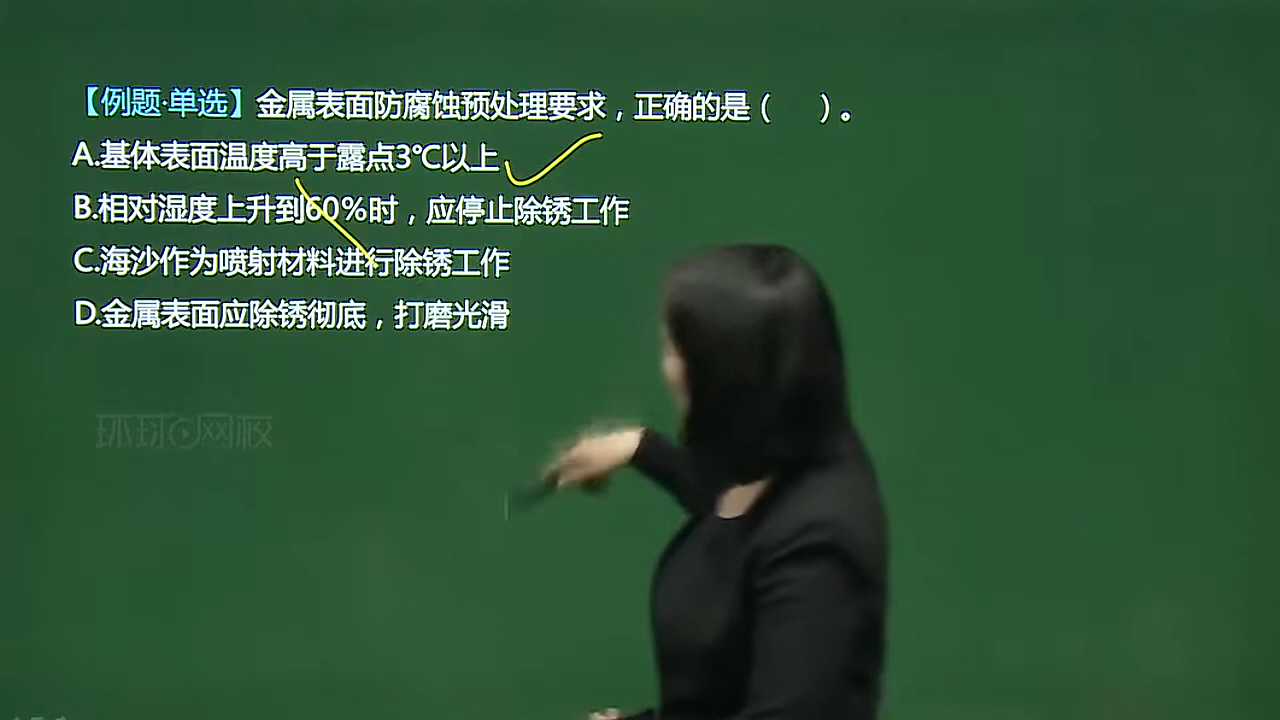 【例题·单选】金属表面防腐蚀预处理要求，正确的是（ ）。
A.基体表面温度高于露点3℃以上
B.相对湿度上升到60%时，应停止除锈工作
C.海沙作为喷射材料进行除锈工作
D.金属表面应除锈彻底，打磨光滑
环球网校